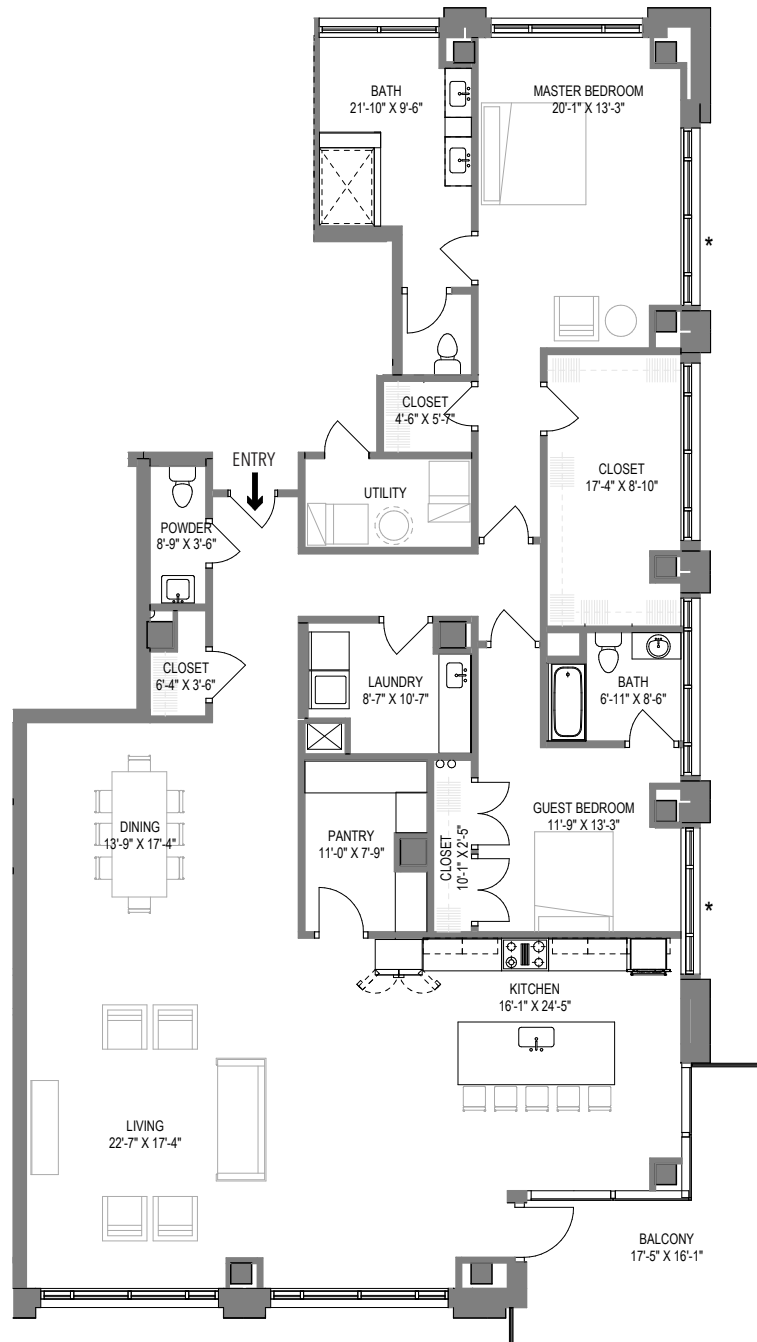 BATH
21'-10" X 9'-6"
MASTER BEDROOM
20'-1" X 13'-3"
*
CLOSET
4'-6" X 5'-7"
ENTRY
CLOSET
17'-4" X 8'-10"
UTILITY
POWDER
8'-9" X 3'-6"
CLOSET
6'-4" X 3'-6"
LAUNDRY
8'-7" X 10'-7"
BATH
6'-11" X 8'-6"
DINING
13'-9" X 17'-4"
PANTRY
11'-0" X 7'-9"
CLOSET
10'-1" X 2'-5"
GUEST BEDROOM
11'-9" X 13'-3"
*
KITCHEN
16'-1" X 24'-5"
LIVING
22'-7" X 17'-4"
BALCONY
17'-5" X 16'-1"